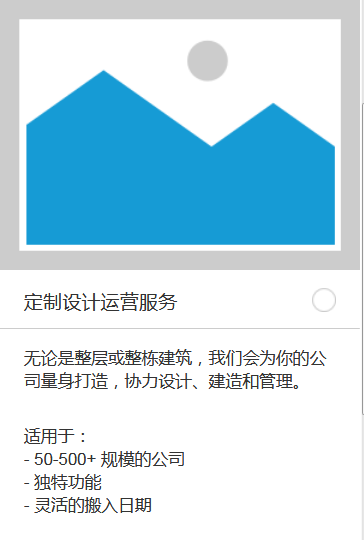 定制设计运营服务
无论是整层或整栋建筑，我们会为你的公
司量身打造，协力设计、建造和管理。
适用于：
- 50-500+ 规模的公司
- 独特功能
- 灵活的搬入日期